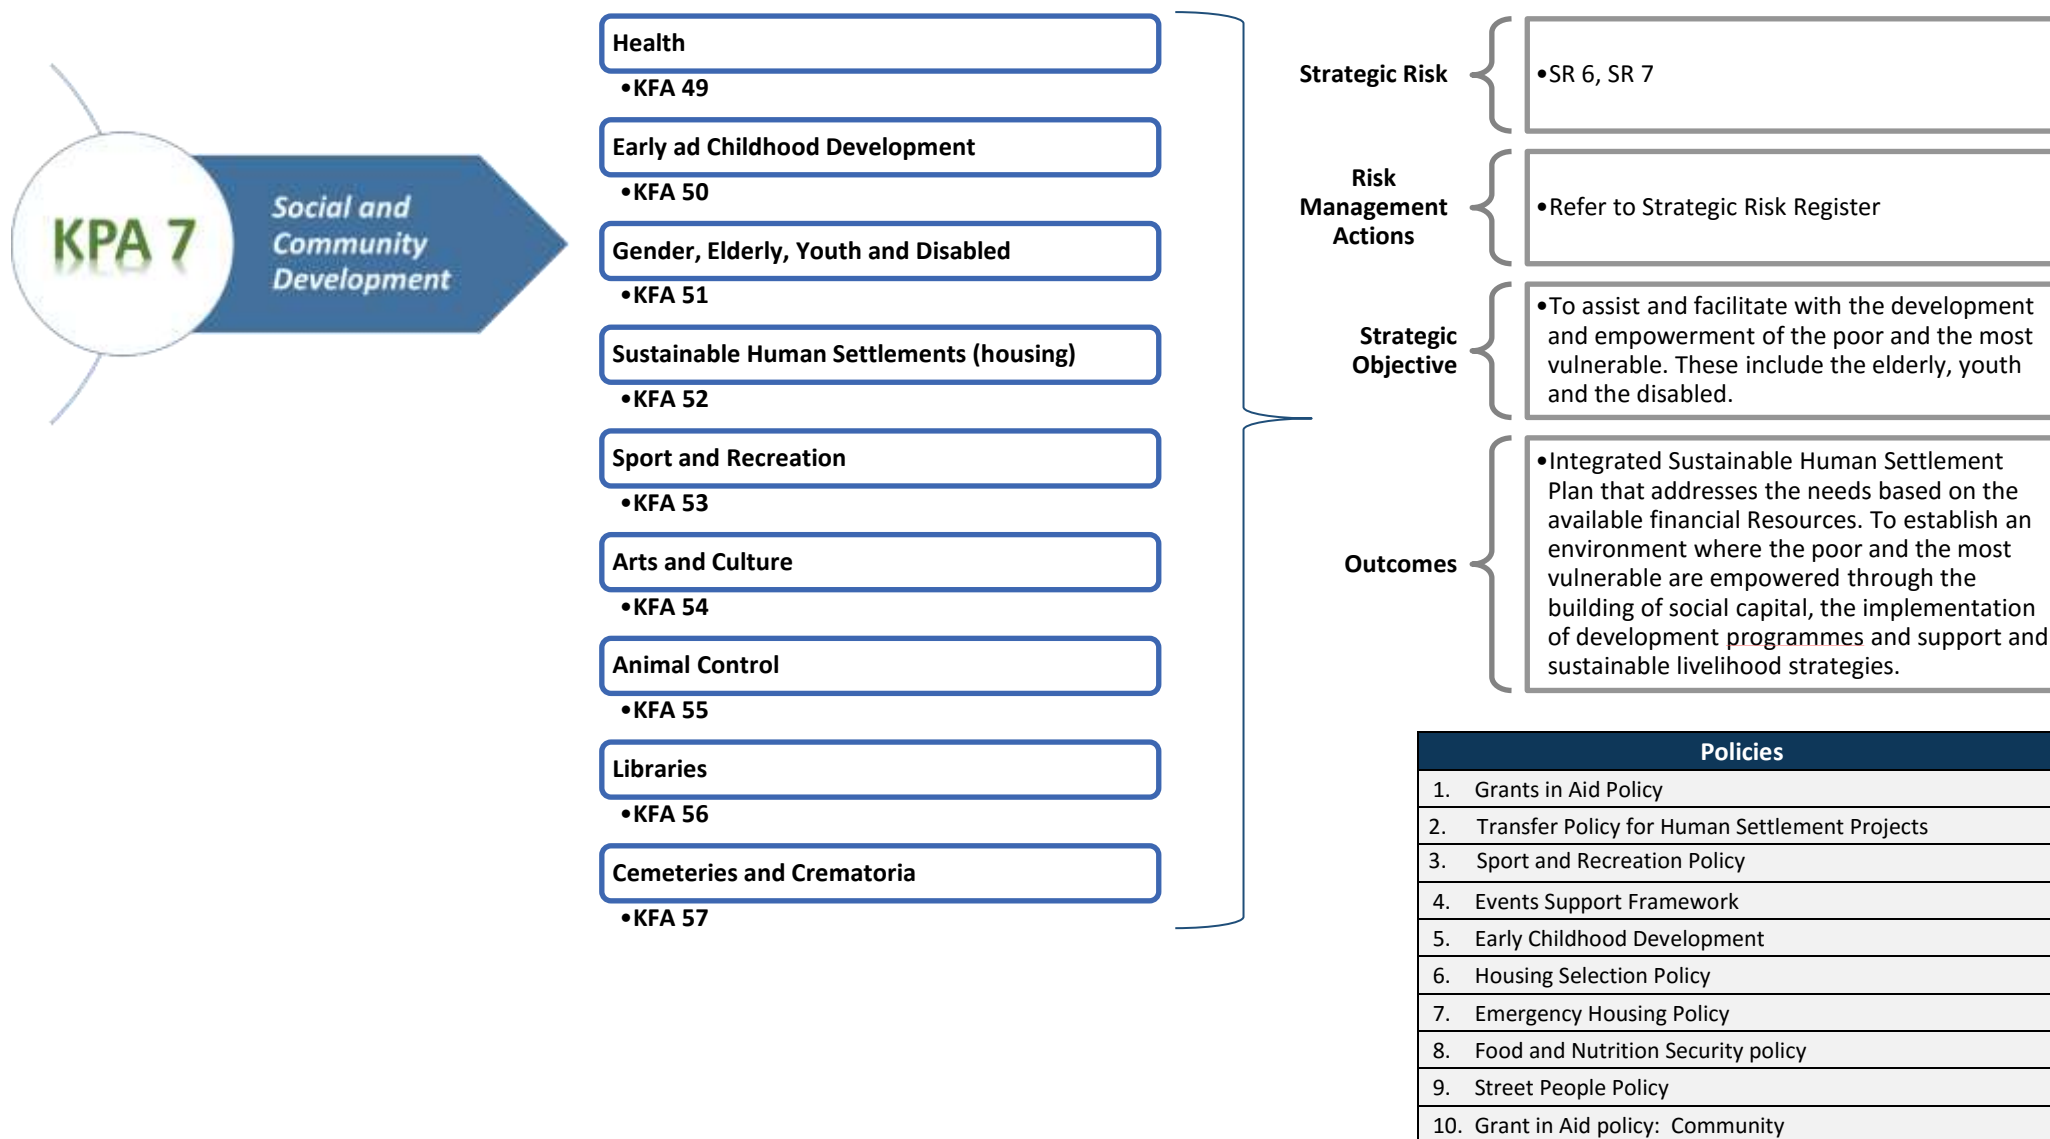 KPA 7
Social and
Community
Development
Health
•KFA 49
Early ad Childhood Development
•KFA 50
Gender, Elderly, Youth and Disabled
•KFA 51
Sustainable Human Settlements (housing)
•KFA 52
Sport and Recreation
•KFA 53
Arts and Culture
•KFA 54
Animal Control
•KFA 55
Libraries
•KFA 56
Cemeteries and Crematoria
•KFA 57
Strategic Risk
•SR 6, SR 7
Risk
Management
Actions
•Refer to Strategic Risk Register
Strategic
Objective
•To assist and facilitate with the development
and empowerment of the poor and the most
vulnerable. These include the elderly, youth
and the disabled.
Outcomes
•Integrated Sustainable Human Settlement
Plan that addresses the needs based on the
available financial Resources. To establish an
environment where the poor and the most
vulnerable are empowered through the
building of social capital, the implementation
of development programmes and support and
sustainable livelihood strategies.
Policies
1. Grants in Aid Policy
2. Transfer Policy for Human Settlement Projects
3. Sport and Recreation Policy
4. Events Support Framework
5. Early Childhood Development
6. Housing Selection Policy
7. Emergency Housing Policy
8. Food and Nutrition Security policy
9. Street People Policy
10. Grant in Aid policy: Community